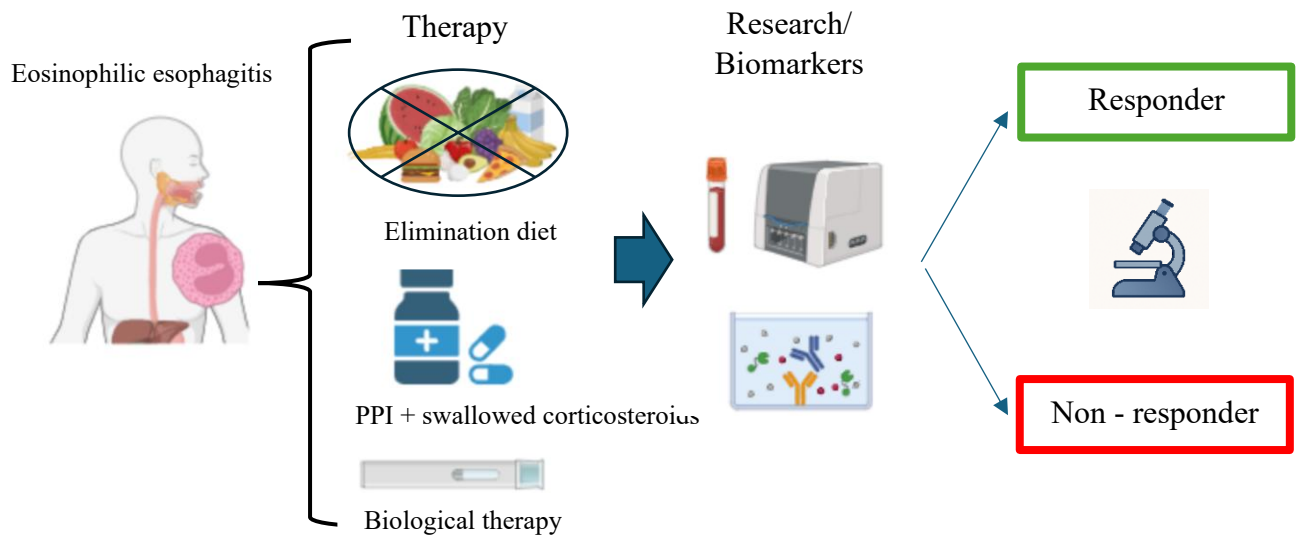 Eosinophilic esophagitis
Therapy
Elimination diet
PPI + swallowed corticosteroids
Biological therapy
Research/
Biomarkers
Responder
Non - responder